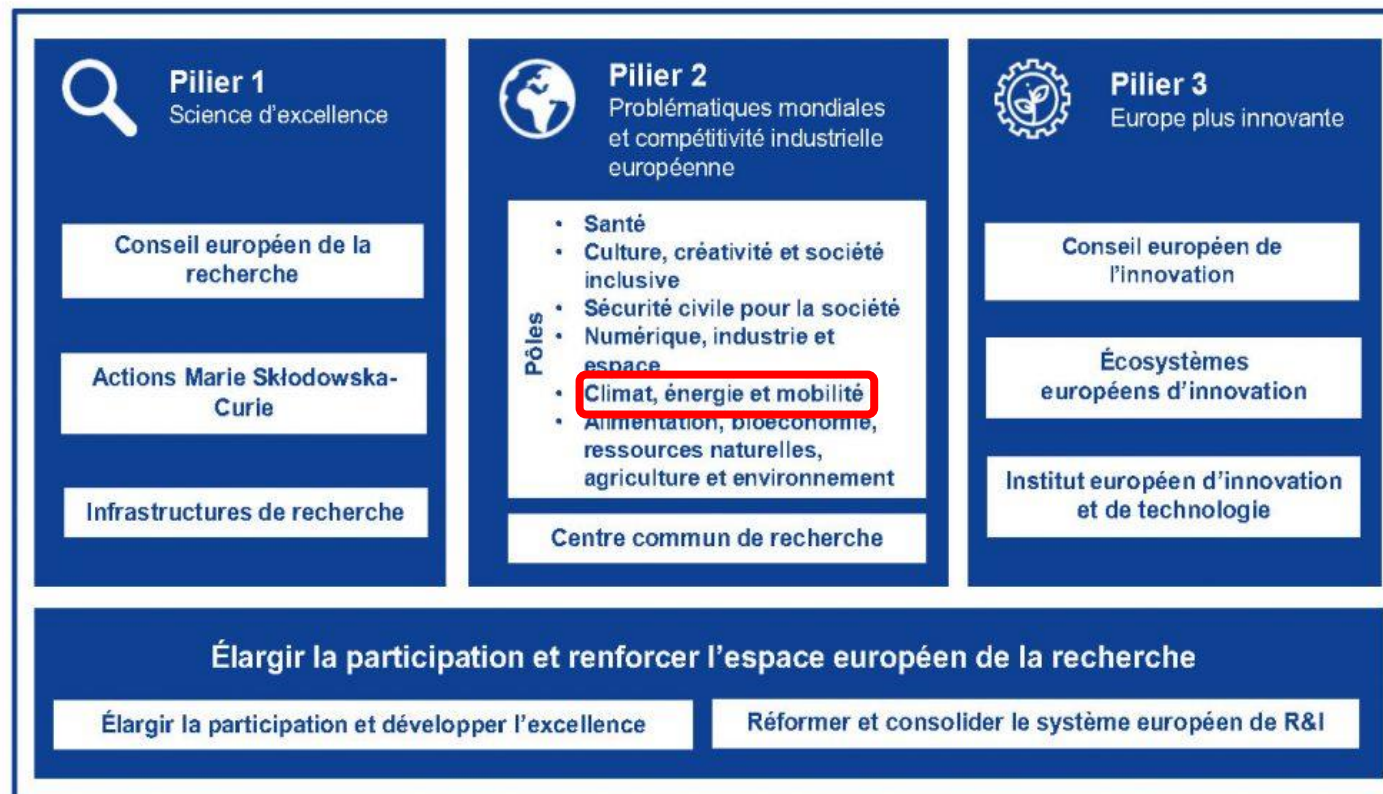 Pilier 1
Science d'excellence
Conseil européen de la
recherche
Actions Marie Skłodowska-
Curie
Infrastructures de recherche
Pilier 2
Problématiques mondiales
et compétitivité industrielle
européenne
Pôles
• Santé
• Culture, créativité et société
inclusive
• Sécurité civile pour la société
• Numérique, industrie et
espace
• Climat, énergie et mobilité
• Alimentation, bioéconomie,
ressources naturelles,
agriculture et environnement
Centre commun de recherche
Pilier 3
Europe plus innovante
Conseil européen de
l'innovation
Écosystèmes
européens d'innovation
Institut européen d'innovation
et de technologie
Élargir la participation et renforcer l'espace européen de la recherche
Élargir la participation et développer l'excellence
Réformer et consolider le système européen de R&I